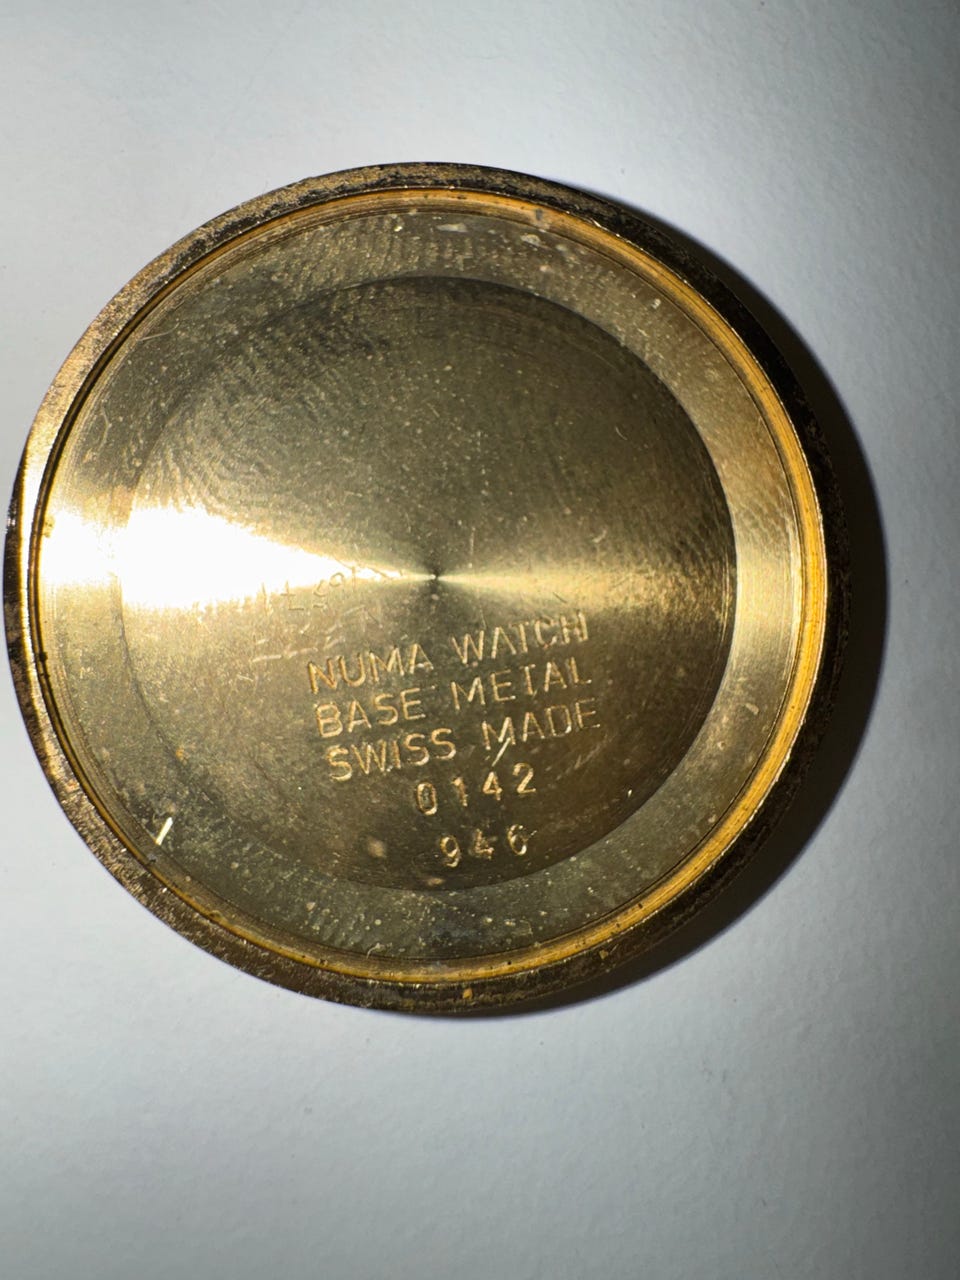 NUMA WATCH
BASE METAL
SWISS MADE
0142
946